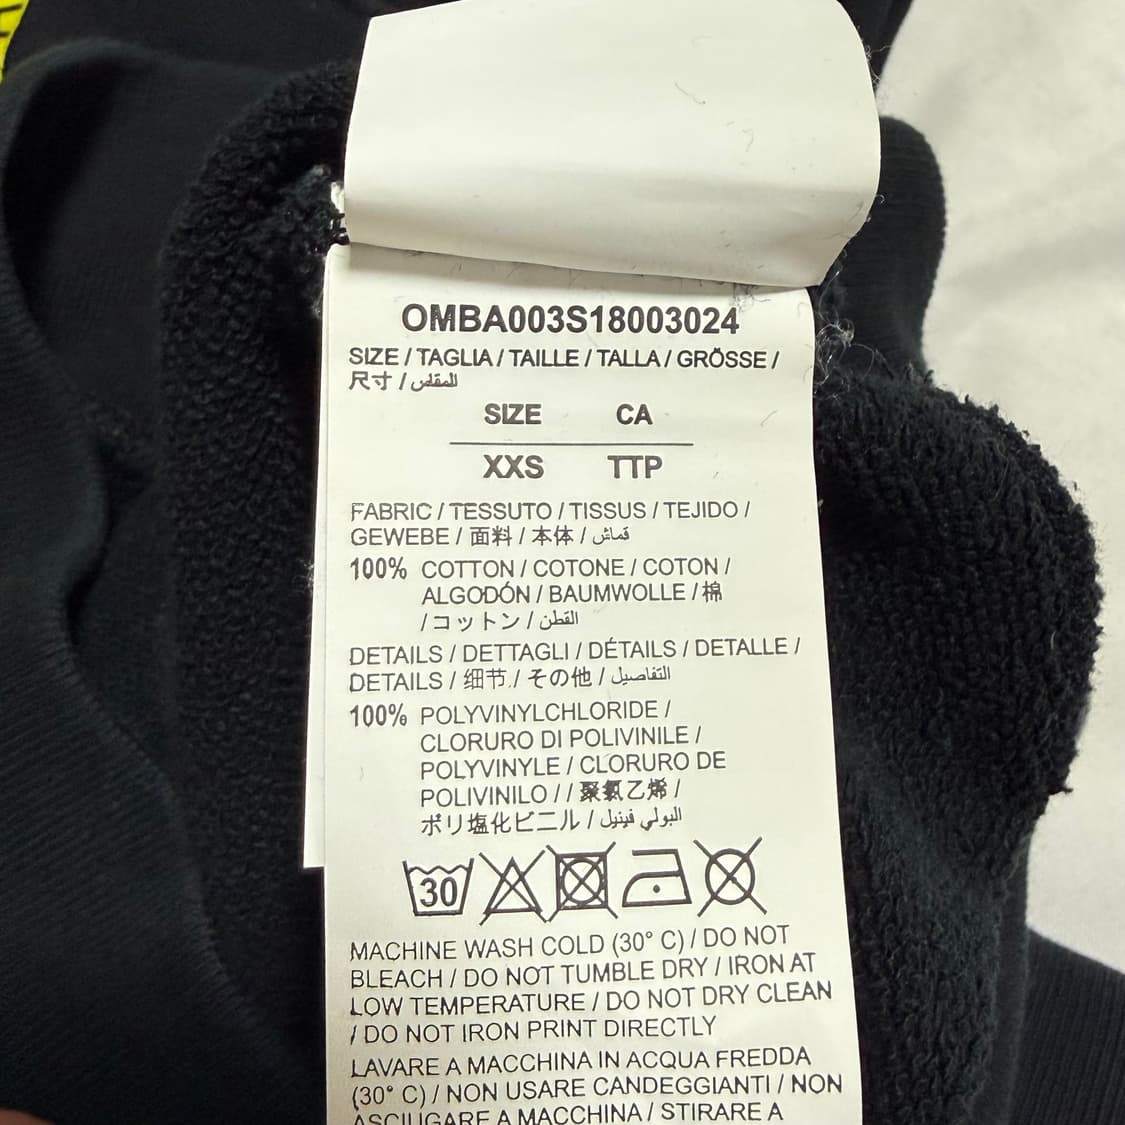 OMBA003S18003024
SIZE / TAGLIA / TAILLE / TALLA / GRÖSSE /
尺寸 / المقاس
SIZE CA
XXS TTP
FABRIC / TESSUTO / TISSUS / TEJIDO /
GEWEBE / 面料 / 本体 / قماش
100% COTTON / COTONE / COTON /
ALGODÓN / BAUMWOLLE / 棉
/ コットン / القطن
DETAILS / DETTAGLI / DÉTAILS / DETALLE /
DETAILS / 细节 / その他 / التفاصيل
100% POLYVINYLCHLORIDE /
CLORURO DI POLIVINILE /
POLYVINYLE / CLORURO DE
POLIVINILO / / 聚氯乙烯 /
ポリ塩化ビニル / البولي فينيل
30
MACHINE WASH COLD (30° C) / DO NOT
BLEACH / DO NOT TUMBLE DRY / IRON AT
LOW TEMPERATURE / DO NOT DRY CLEAN
/ DO NOT IRON PRINT DIRECTLY
LAVARE A MACCHINA IN ACQUA FREDDA
(30° C) / NON USARE CANDEGGIANTI / NON
ASCIUGARE A MACCHINA / STIRARE A